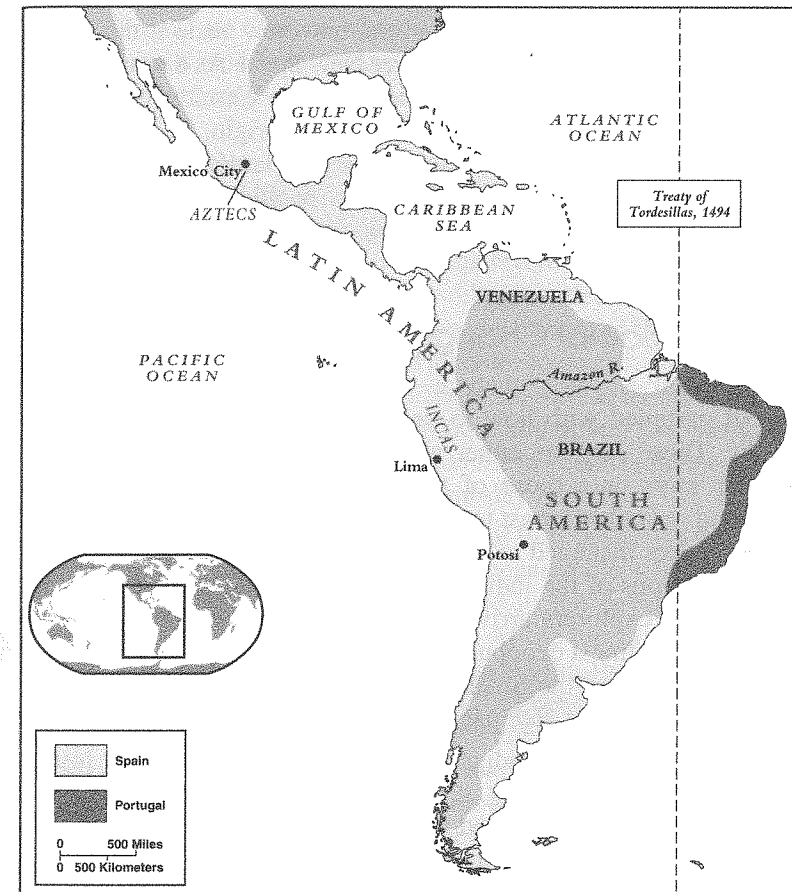 GULF OF
MEXICO
ATLANTIC
OCEAN
Mexico City
AZTECS
CARIBBEAN
SEA
Treaty of
Tordesillas, 1494
LATIN AMERICA
VENEZUELA
PACIFIC
OCEAN
Amazon R.
INCAS
BRAZIL
Lima
SOUTH
AMERICA
Potosí
Spain
Portugal
0 500 Miles
0 500 Kilometers